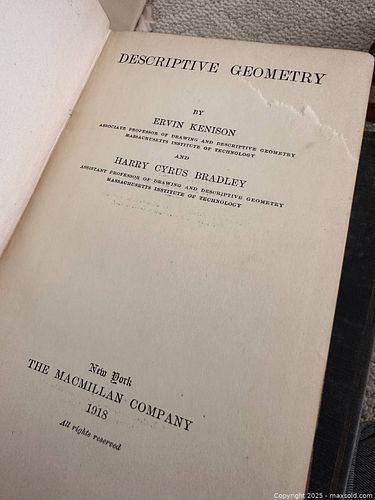 DESCRIPTIVE GEOMETRY
BY
ERVIN KENISON
ASSOCIATE PROFESSOR OF DRAWING AND DESCRIPTIVE GEOMETRY
MASSACHUSETTS INSTITUTE OF TECHNOLOGY
AND
HARRY CYRUS BRADLEY
ASSISTANT PROFESSOR OF DRAWING AND DESCRIPTIVE GEOMETRY
MASSACHUSETTS INSTITUTE OF TECHNOLOGY
New York
THE MACMILLAN COMPANY
1918
All rights reserved
Copyright © 2025 - maxsold.com